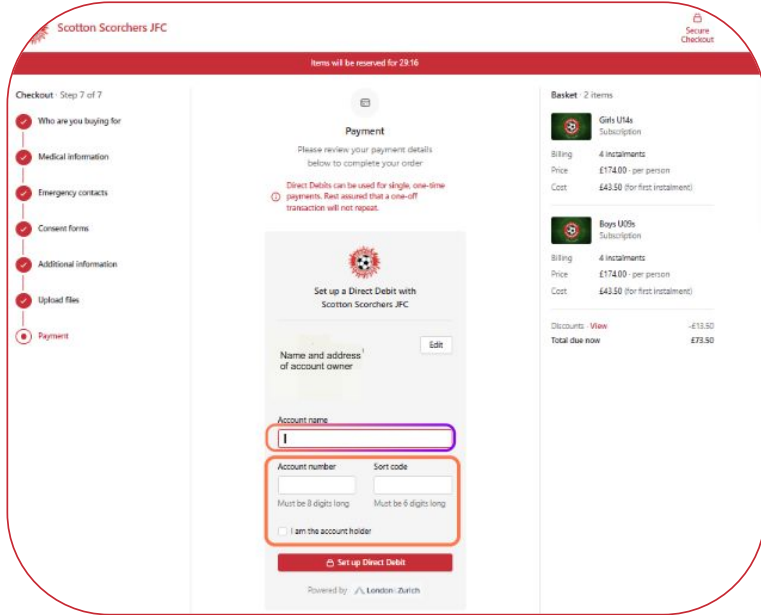 Scotton Scorchers JFC
Secure
Checkout
Items will be reserved for 29:16
Checkout · Step 7 of 7
Who are you buying for
Medical information
Emergency contacts
Consent forms
Additional information
Upload files
Payment
Payment
Please review your payment details
below to complete your order
Direct Debits can be used for single, one-time
payments. Rest assured that a one-off
transaction will not repeat.
Set up a Direct Debit with
Scotton Scorchers JFC
Name and address
of account owner
Edit
Account name
Account number Sort code
Must be 8 digits long Must be 6 digits long
I am the account holder
Set up Direct Debit
Powered by London & Zurich
Basket · 2 items
Girls U14s
Subscription
Billing 4 instalments
Price £174.00 · per person
Cost £43.50 (for first instalment)
Boys U09s
Subscription
Billing 4 instalments
Price £174.00 · per person
Cost £43.50 (for first instalment)
Discounts · View -£13.50
Total due now £73.50